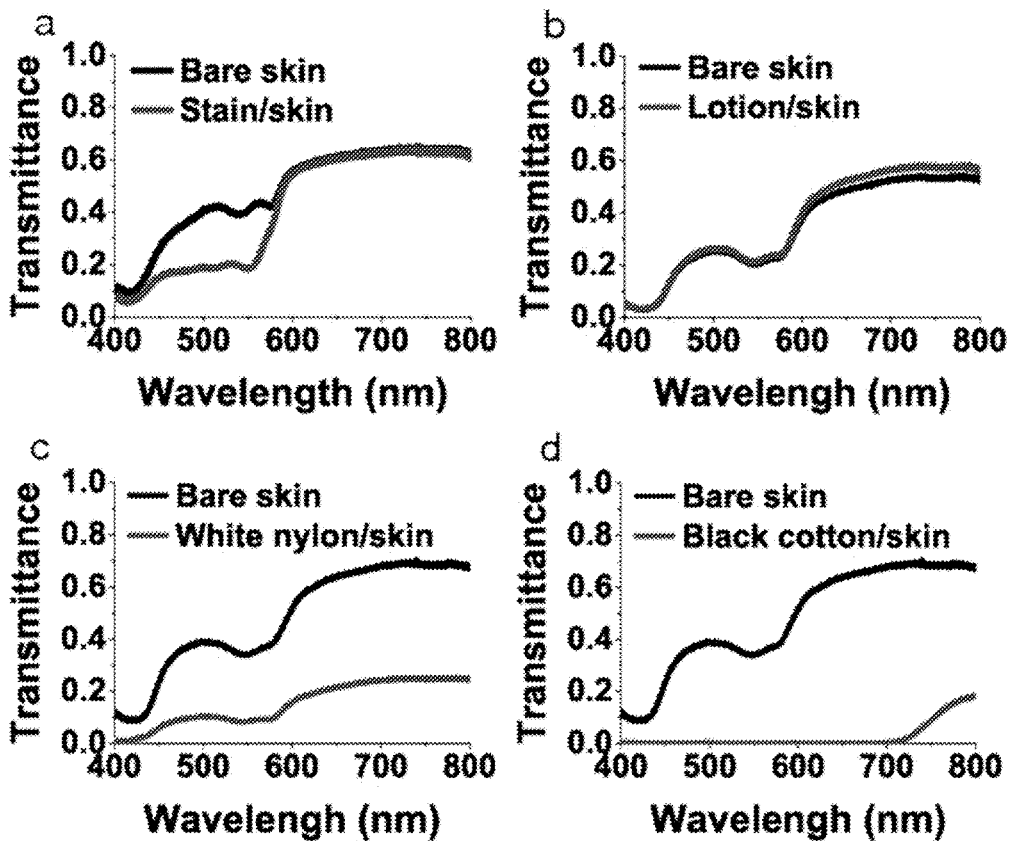 a
Bare skin
Stain/skin
Transmittance
1.0
0.8
0.6
0.4
0.2
0.0
400 500 600 700 800
Wavelength (nm)
b
Bare skin
Lotion/skin
Transmittance
1.0
0.8
0.6
0.4
0.2
0.0
400 500 600 700 800
Wavelengh (nm)
c
Bare skin
White nylon/skin
Transmittance
1.0
0.8
0.6
0.4
0.2
0.0
400 500 600 700 800
Wavelengh (nm)
d
Bare skin
Black cotton/skin
Transmittance
1.0
0.8
0.6
0.4
0.2
0.0
400 500 600 700 800
Wavelengh (nm)